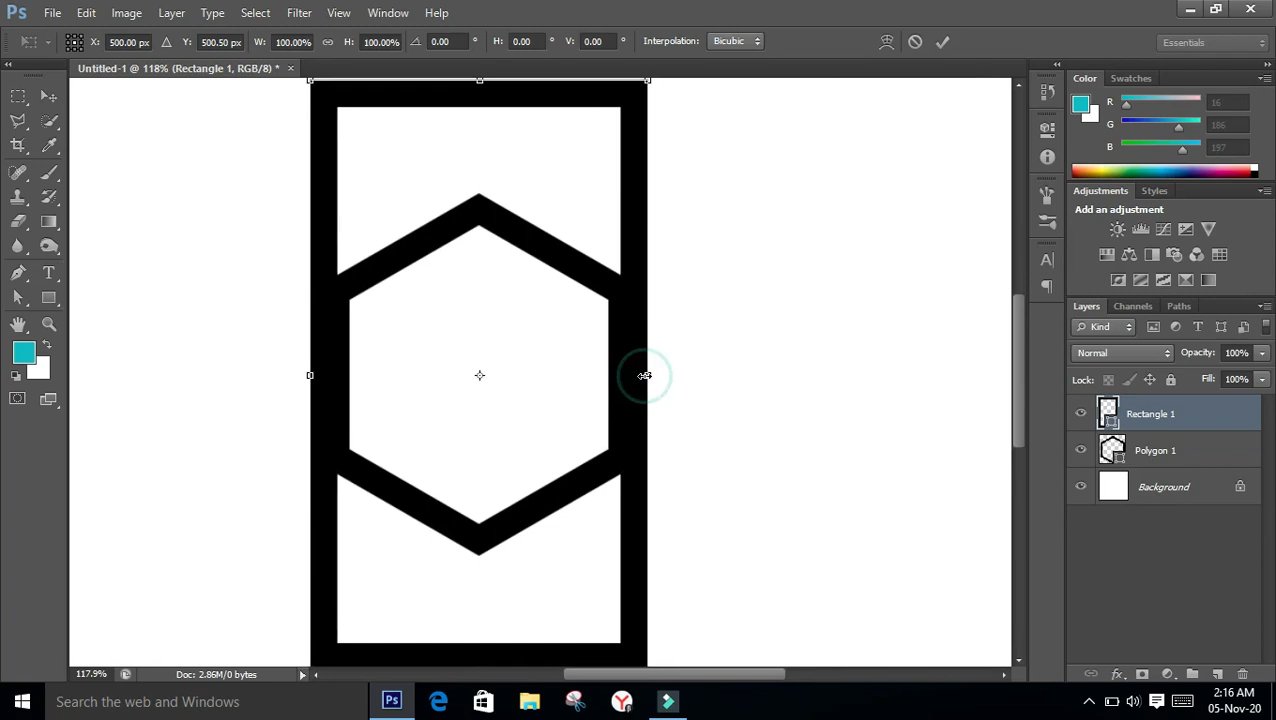 Ps File Edit Image Layer Type Select Filter View Window Help
X: 500.00 px Y: 500.50 px W: 100.00% H: 100.00% 0.00 ° H: 0.00 ° V: 0.00 ° Interpolation: Bicubic Essentials
Untitled-1 @ 118% (Rectangle 1, RGB/8) * ×
Color Swatches
R 16
G 186
B 197
Adjustments Styles
Add an adjustment
Layers Channels Paths
Kind
Normal Opacity: 100%
Lock: Fill: 100%
Rectangle 1
Polygon 1
Background
117.9% Doc: 2.86M/0 bytes
Search the web and Windows Ps
2:16 AM
05-Nov-20